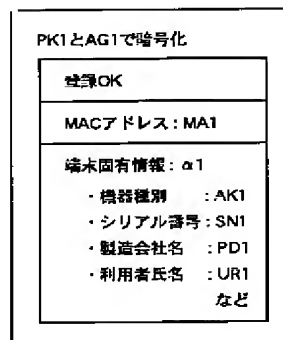 PK1とAG1で暗号化
登録OK
MACアドレス：MA1
端末固有情報：α1
・機器種別　：AK1
・シリアル番号：SN1
・製造会社名　：PD1
・利用者氏名　：UR1
など